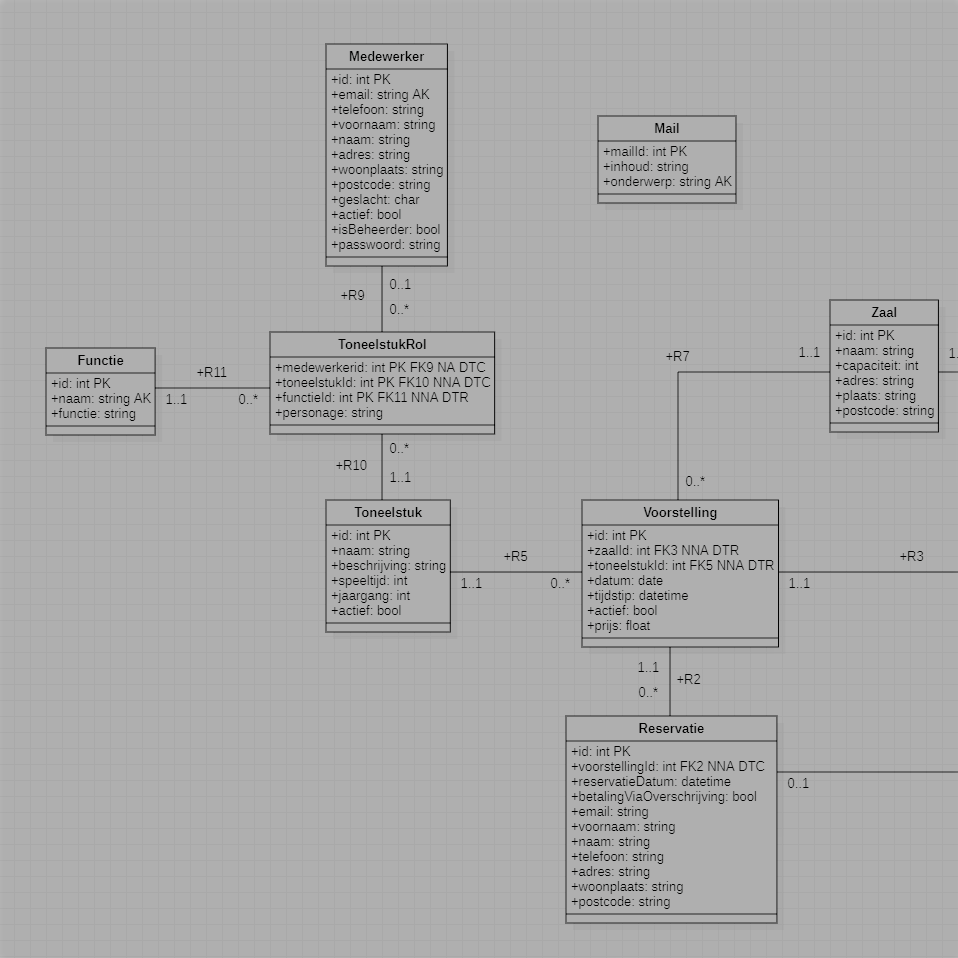 Medewerker
+id: int PK
+email: string AK
+telefoon: string
+voornaam: string
+naam: string
+adres: string
+woonplaats: string
+postcode: string
+geslacht: char
+actief: bool
+isBeheerder: bool
+passwoord: string
Mail
+mailId: int PK
+inhoud: string
+onderwerp: string AK
0..1
+R9
0..*
Zaal
+id: int PK
+naam: string
+capaciteit: int
+adres: string
+plaats: string
+postcode: string
1..1
1.
+R7
0..*
ToneelstukRol
+medewerkerid: int PK FK9 NA DTC
+toneelstukId: int PK FK10 NNA DTC
+functieId: int PK FK11 NNA DTR
+personage: string
Functie
+id: int PK
+naam: string AK
+functie: string
+R11
1..1
0..*
0..*
+R10
1..1
Toneelstuk
+id: int PK
+naam: string
+beschrijving: string
+speeltijd: int
+jaargang: int
+actief: bool
+R5
1..1
0..*
Voorstelling
+id: int PK
+zaalId: int FK3 NNA DTR
+toneelstukId: int FK5 NNA DTR
+datum: date
+tijdstip: datetime
+actief: bool
+prijs: float
+R3
1..1
1..1
+R2
0..*
Reservatie
+id: int PK
+voorstellingId: int FK2 NNA DTC
+reservatieDatum: datetime
+betalingViaOverschrijving: bool
+email: string
+voornaam: string
+naam: string
+telefoon: string
+adres: string
+woonplaats: string
+postcode: string
0..1